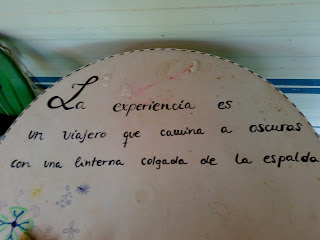 La experiencia es
un viajero que camina a oscuras
con una linterna colgada de la espalda